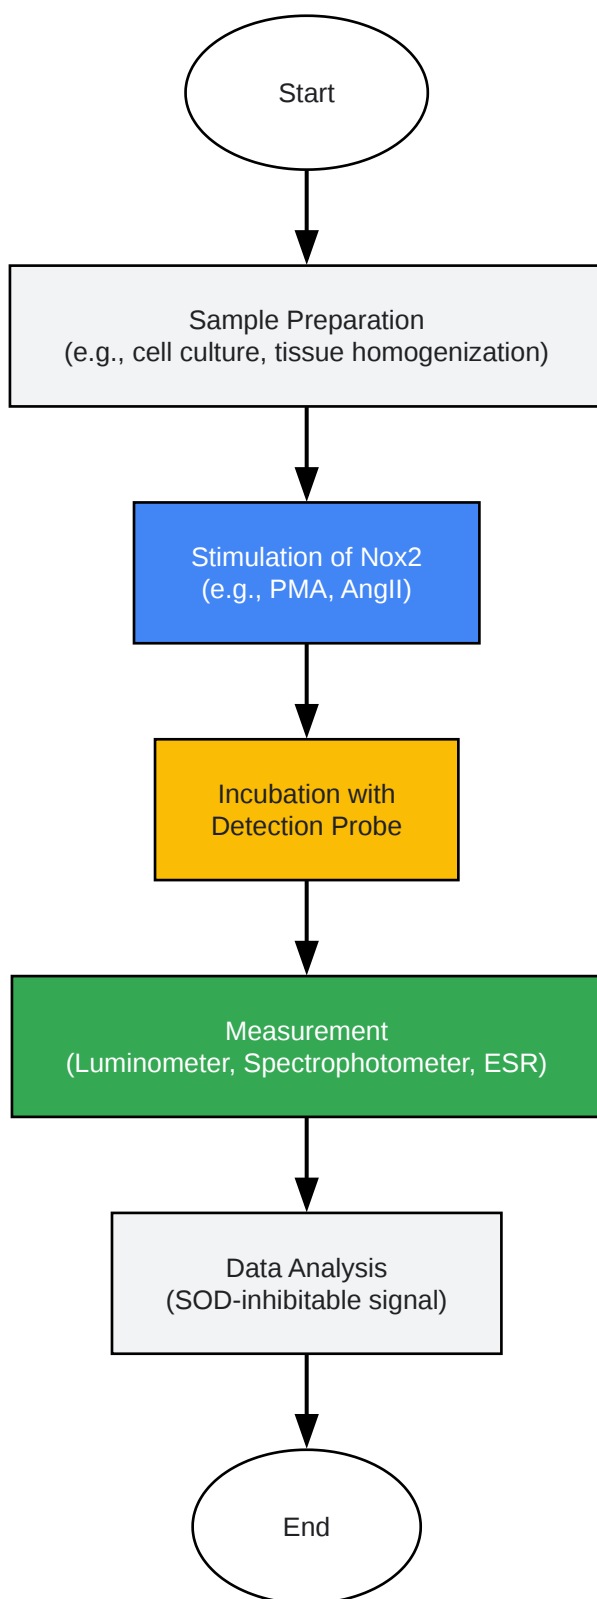 Start
Sample Preparation
(e.g., cell culture, tissue homogenization)
Stimulation of Nox2
(e.g., PMA, AngII)
Incubation with
Detection Probe
Measurement
(Luminometer, Spectrophotometer, ESR)
Data Analysis
(SOD-inhibitable signal)
End